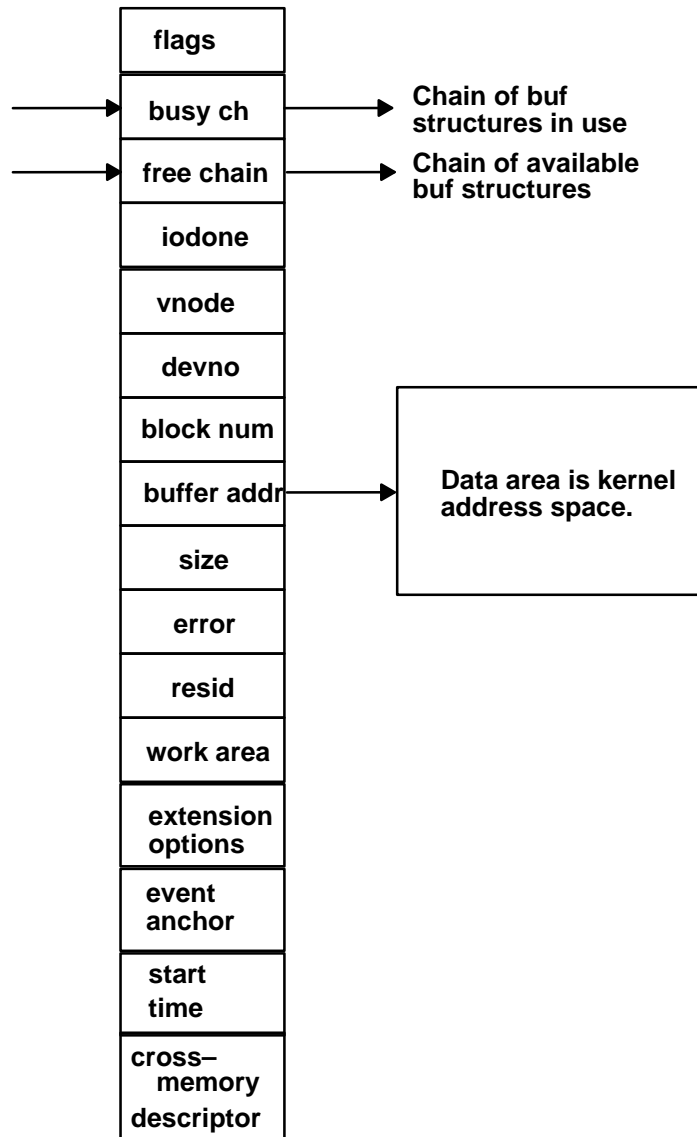 flags
busy ch
Chain of buf
structures in use
free chain
Chain of available
buf structures
iodone
vnode
devno
block num
buffer addr
Data area is kernel
address space.
size
error
resid
work area
extension
options
event
anchor
start
time
cross–
memory
descriptor